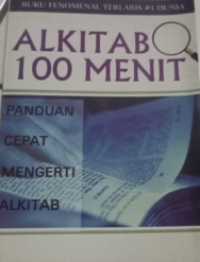 BUKU FENOMENAL TERLARIS #1 DUNIA
ALKITAB
100 MENIT
PANDUAN
CEPAT
MENGERTI
ALKITAB